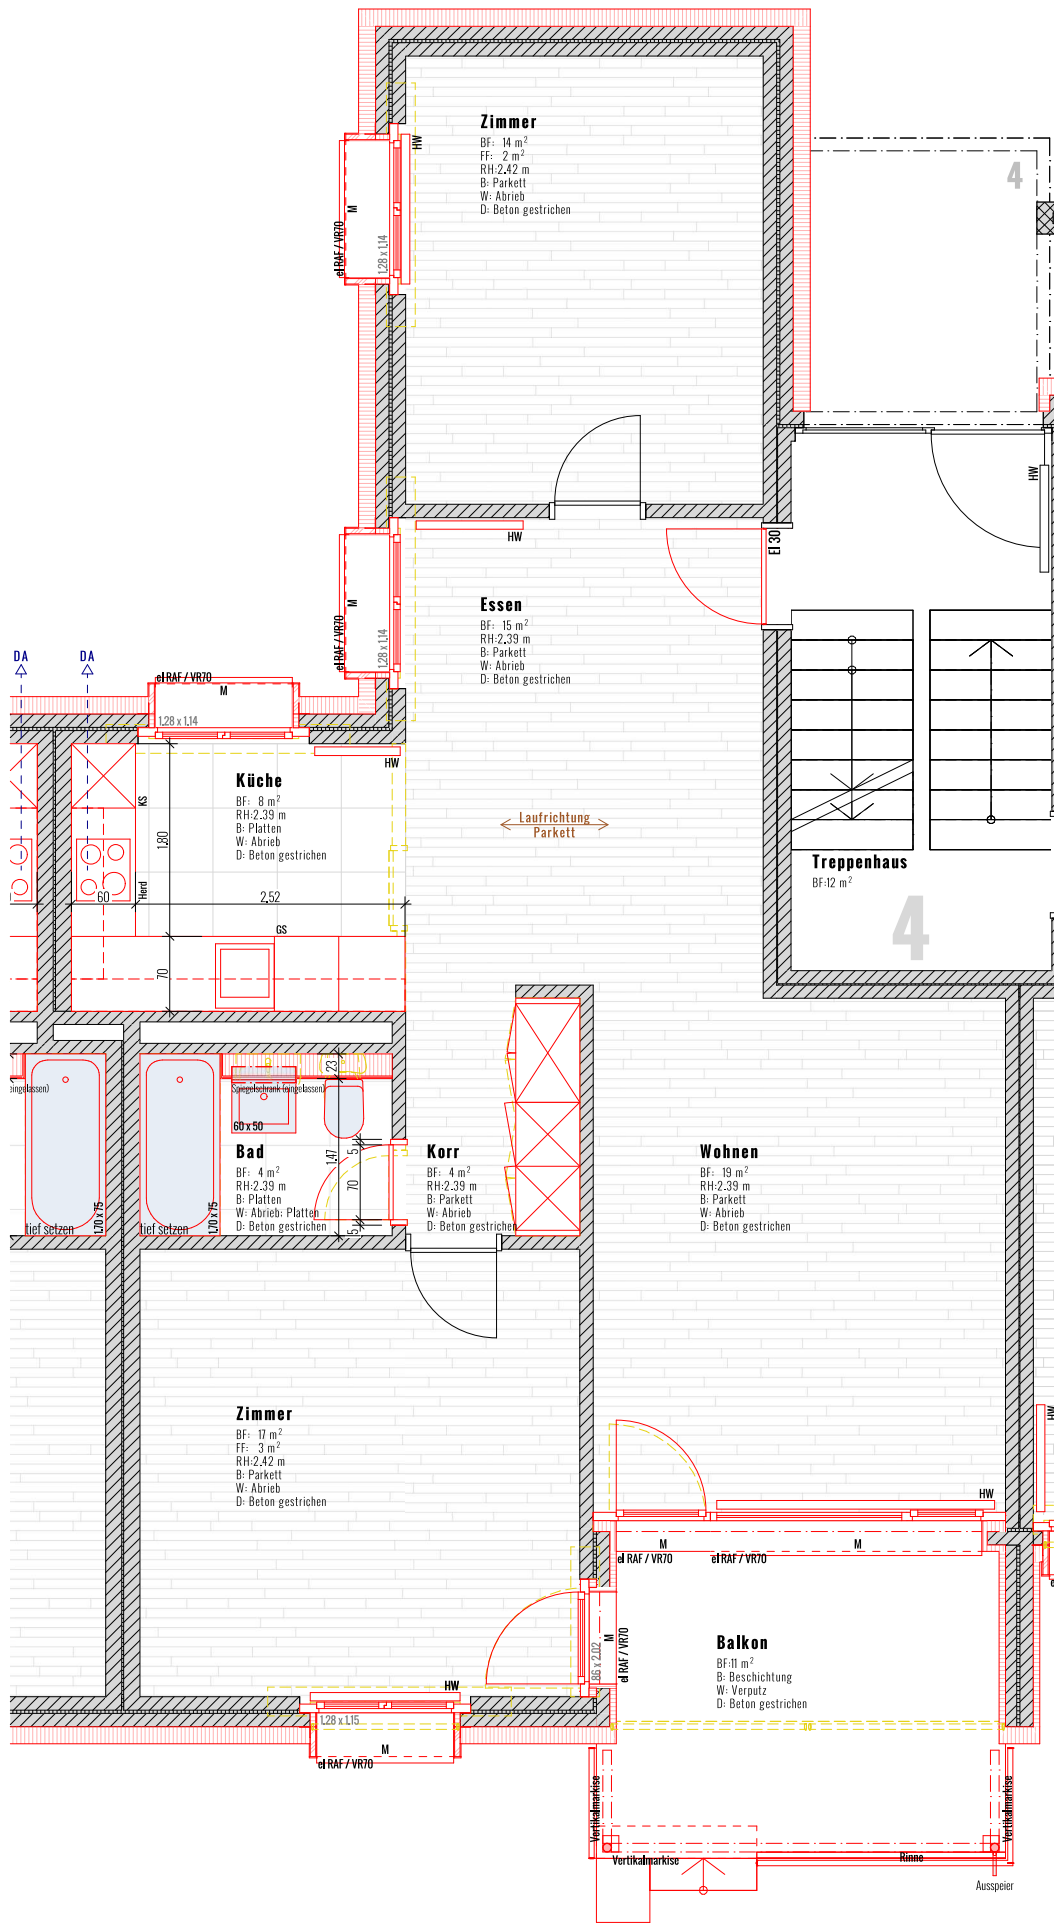 Zimmer
BF: 14 m²
FF: 2 m²
RH:2.42 m
B: Parkett
W: Abrieb
D: Beton gestrichen
HW
M
el RAF / VR70
1.28 x 1.14
4
HW
EI 30
HW
Essen
BF: 15 m²
RH:2.39 m
B: Parkett
W: Abrieb
D: Beton gestrichen
M
el RAF / VR70
1.28 x 1.14
DA
DA
el RAF / VR70
M
1.28 x 1.14
HW
Küche
BF: 8 m²
RH:2.39 m
B: Platten
W: Abrieb
D: Beton gestrichen
KS
1.80
Herd
60
2.52
GS
70
Laufrichtung
Parkett
Treppenhaus
BF:12 m²
4
23
Spiegelschrank (eingelassen)
60 x 50
Bad
BF: 4 m²
RH:2.39 m
B: Platten
W: Abrieb; Platten
D: Beton gestrichen
1.47
5
70
5
tief setzen
1.70 x 75
tief setzen
1.70 x 75
Korr
BF: 4 m²
RH:2.39 m
B: Parkett
W: Abrieb
D: Beton gestrichen
Wohnen
BF: 19 m²
RH:2.39 m
B: Parkett
W: Abrieb
D: Beton gestrichen
Zimmer
BF: 17 m²
FF: 3 m²
RH:2.42 m
B: Parkett
W: Abrieb
D: Beton gestrichen
HW
HW
M
M
el RAF / VR70
el RAF / VR70
M
el RAF / VR70
86 x 2.02
Balkon
BF:11 m²
B: Beschichtung
W: Verputz
D: Beton gestrichen
HW
1.28 x 1.15
M
el RAF / VR70
Vertikalmarkise
Vertikalmarkise
Vertikalmarkise
Rinne
Ausspeier